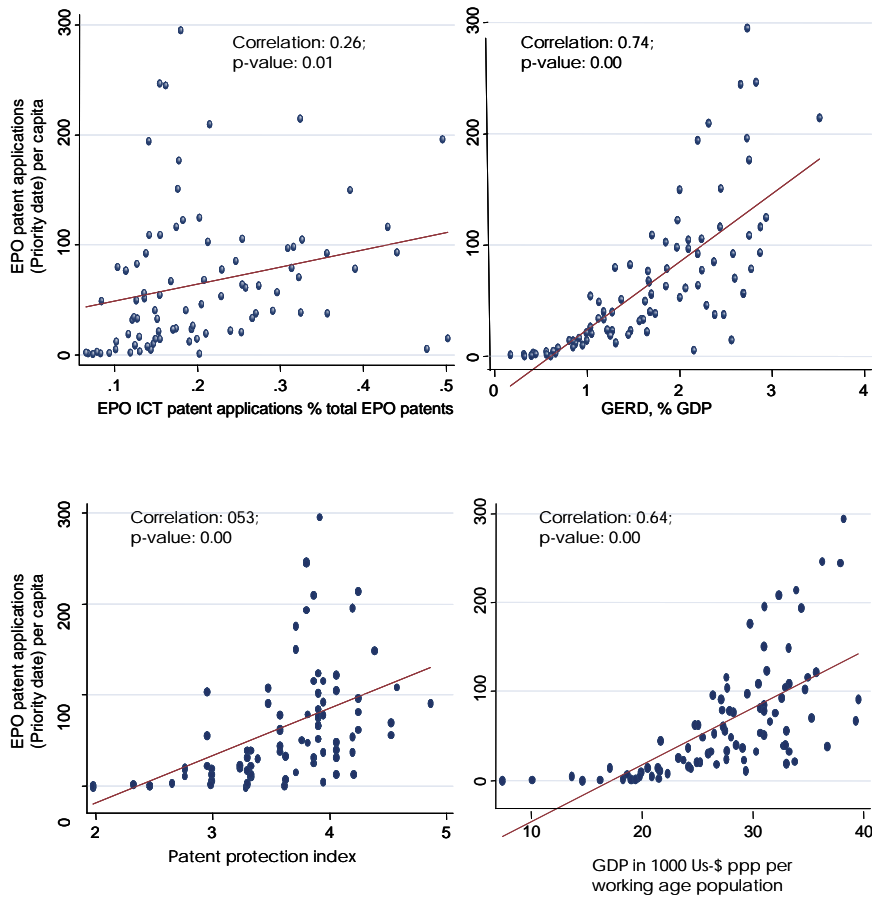 EPO patent applications
(Priority date) per capita
300
200
100
0
Correlation: 0.26;
p-value: 0.01
.1 .2 .3 .4 .5
EPO ICT patent applications % total EPO patents
300
200
100
0
Correlation: 0.74;
p-value: 0.00
0 1 2 3 4
GERD, % GDP
EPO patent applications
(Priority date) per capita
300
200
100
0
Correlation: 053;
p-value: 0.00
2 3 4 5
Patent protection index
300
200
100
0
Correlation: 0.64;
p-value: 0.00
10 20 30 40
GDP in 1000 Us-$ ppp per
working age population